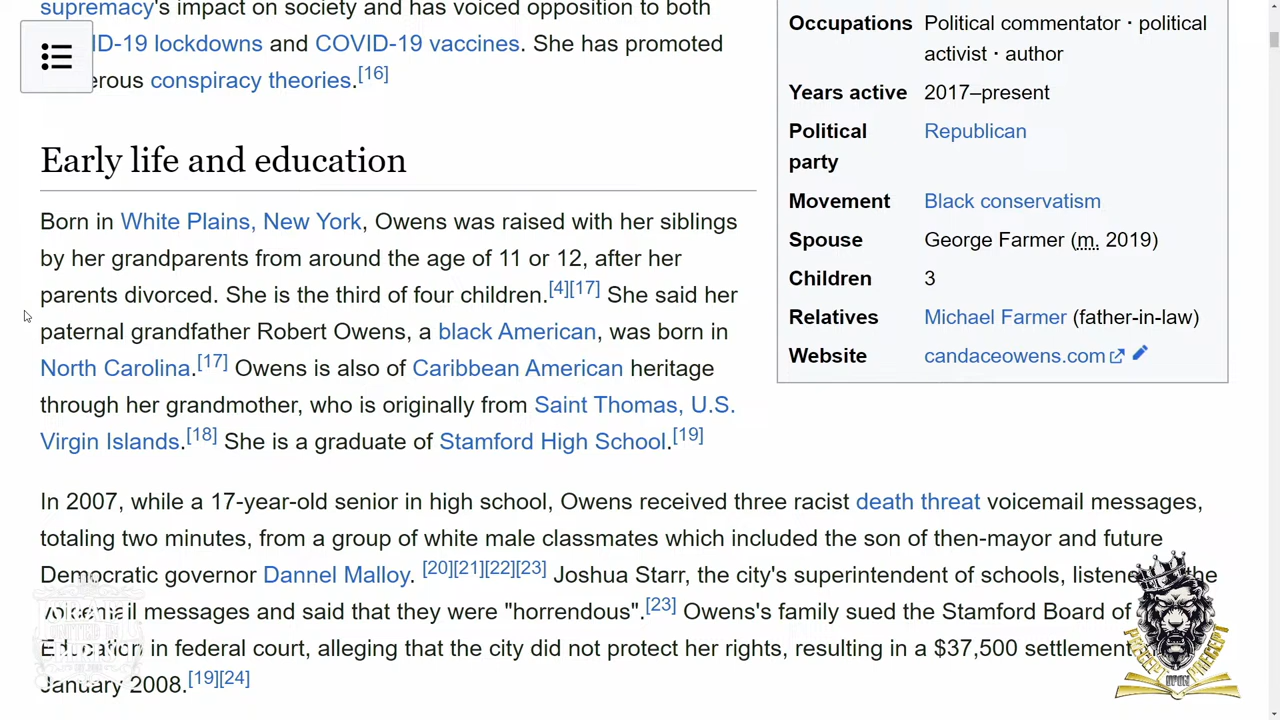 supremacy's impact on society and has voiced opposition to both
ID-19 lockdowns and COVID-19 vaccines. She has promoted
erous conspiracy theories.[16]
Early life and education
Born in White Plains, New York, Owens was raised with her siblings
by her grandparents from around the age of 11 or 12, after her
parents divorced. She is the third of four children.[4][17] She said her
paternal grandfather Robert Owens, a black American, was born in
North Carolina.[17] Owens is also of Caribbean American heritage
through her grandmother, who is originally from Saint Thomas, U.S.
Virgin Islands.[18] She is a graduate of Stamford High School.[19]
Occupations Political commentator · political
activist · author
Years active 2017–present
Political Republican
party
Movement Black conservatism
Spouse George Farmer (m. 2019)
Children 3
Relatives Michael Farmer (father-in-law)
Website candaceowens.com
In 2007, while a 17-year-old senior in high school, Owens received three racist death threat voicemail messages,
totaling two minutes, from a group of white male classmates which included the son of then-mayor and future
Democratic governor Dannel Malloy. [20][21][22][23] Joshua Starr, the city's superintendent of schools, listene the
voicemail messages and said that they were "horrendous".[23] Owens's family sued the Stamford Board of
Education in federal court, alleging that the city did not protect her rights, resulting in a $37,500 settlement
January 2008.[19][24]
PRECEPT UPON PRECEPT